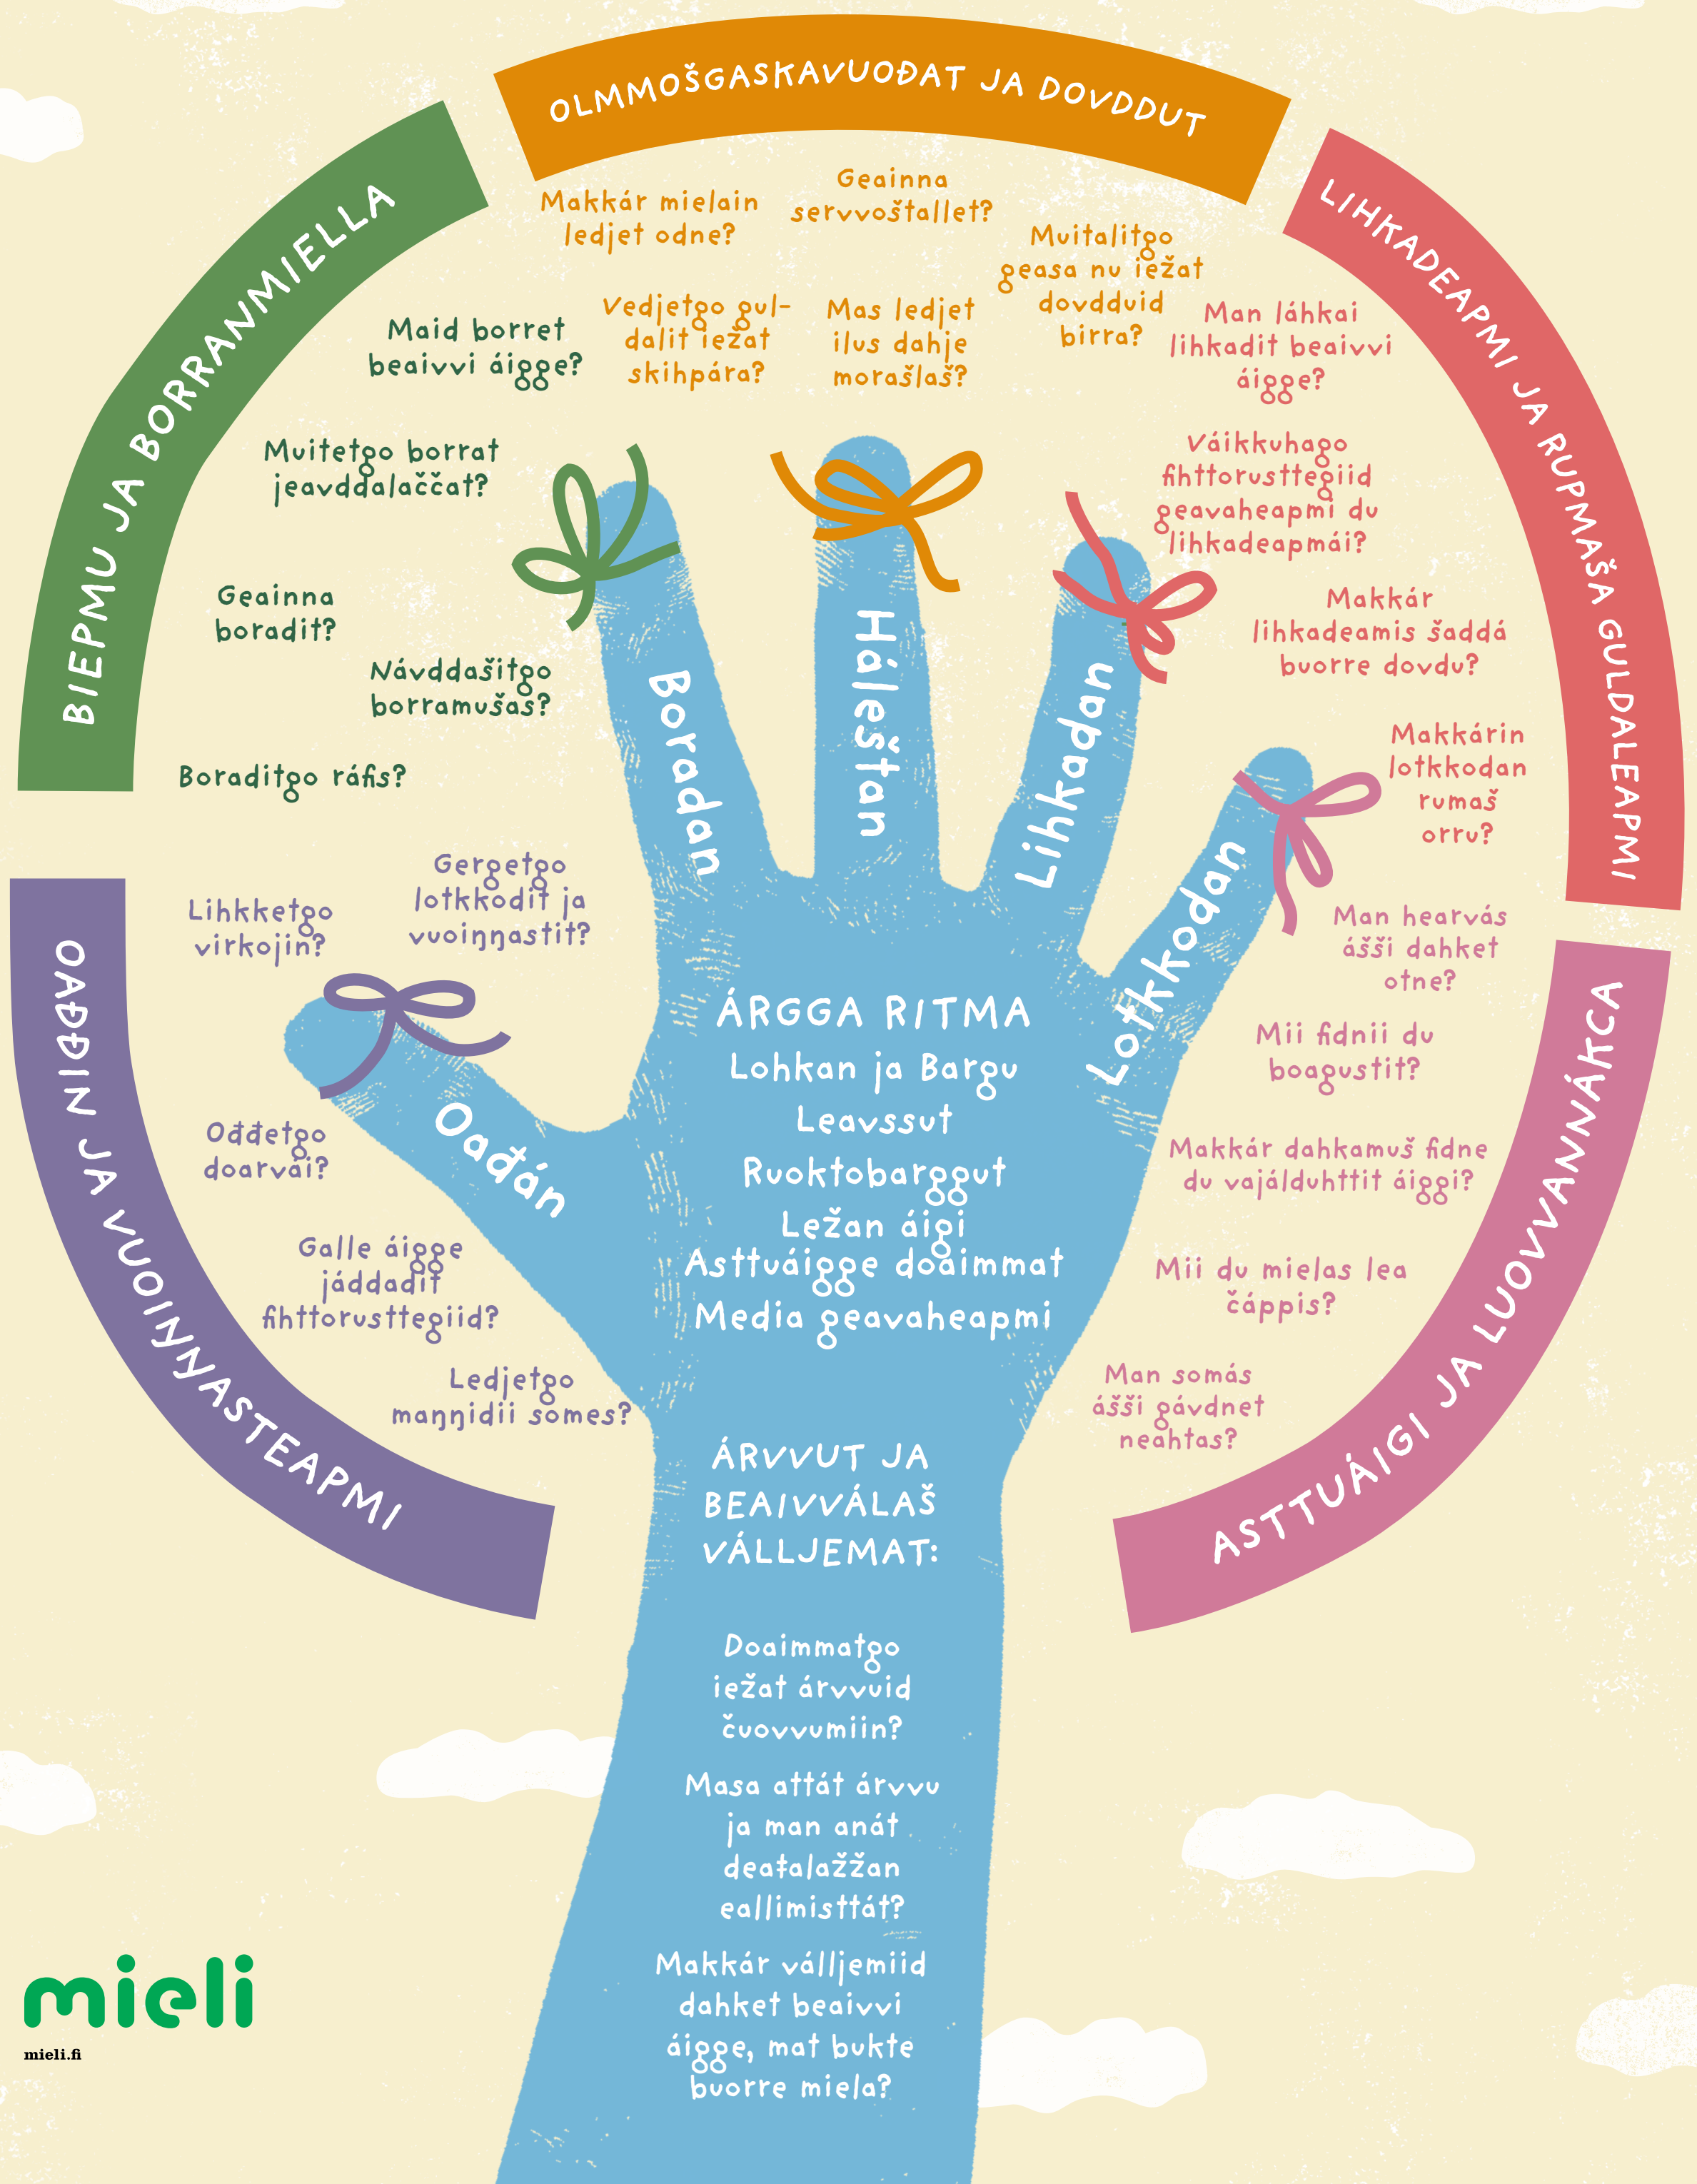 OLMMOŠGASKAVUOĐAT JA DOVDDUT
Makkár mielain
ledjet odne?
Geainna
servvoštallet?
Muitalitgo
geasa nu iežat
dovdduid
birra?
Vedjetgo gul-
dalit iežat
skihpára?
Mas ledjet
ilus dahje
morašlaš?
BIEPMU JA BORRANMIELLA
Maid borret
beaivvi áigge?
Muitetgo borrat
jeavddalaččat?
Geainna
boradit?
Návddašitgo
borramušas?
Boraditgo ráfis?
LIHKADEAPMI JA RUPMAŠA GULDALEAPMI
Man láhkai
lihkadit beaivvi
áigge?
Váikkuhago
fihttorusttegiid
geavaheapmi du
lihkadeapmái?
Makkár
lihkadeamis šaddá
buorre dovdu?
Makkárin
lotkkodan
rumaš
orru?
OAĐĐIN JA VUOIŊŊASTEAPMI
Lihkketgo
virkojin?
Gergetgo
lotkkodit ja
vuoiŋŋastit?
Ođđetgo
doarvái?
Galle áigge
jáddadit
fihttorusttegiid?
Ledjetgo
maŋŋidii somes?
ASTTUÁIGI JA LUOVVANNÁKCA
Man hearvás
ášši dahket
otne?
Mii fidnii du
boagustit?
Makkár dahkamuš fidne
du vajálduhttit áiggi?
Mii du mielas lea
čáppis?
Man somás
ášši gávdnet
neahtas?
Oađán
Boradan
Háleštan
Lihkadan
Lotkkodan
ÁRGGA RITMA
Lohkan ja Bargu
Leavssut
Ruoktobarggut
Ležan áigi
Asttuáigge doaimmat
Media geavaheapmi
ÁRVVUT JA
BEAIVVÁLAŠ
VÁLLJEMAT:
Doaimmatgo
iežat árvvuid
čuovvumiin?
Masa attát árvvu
ja man anát
deaŧalažžan
eallimisttát?
Makkár válljemiid
dahket beaivvi
áigge, mat bukte
buorre miela?
mieli
mieli.fi